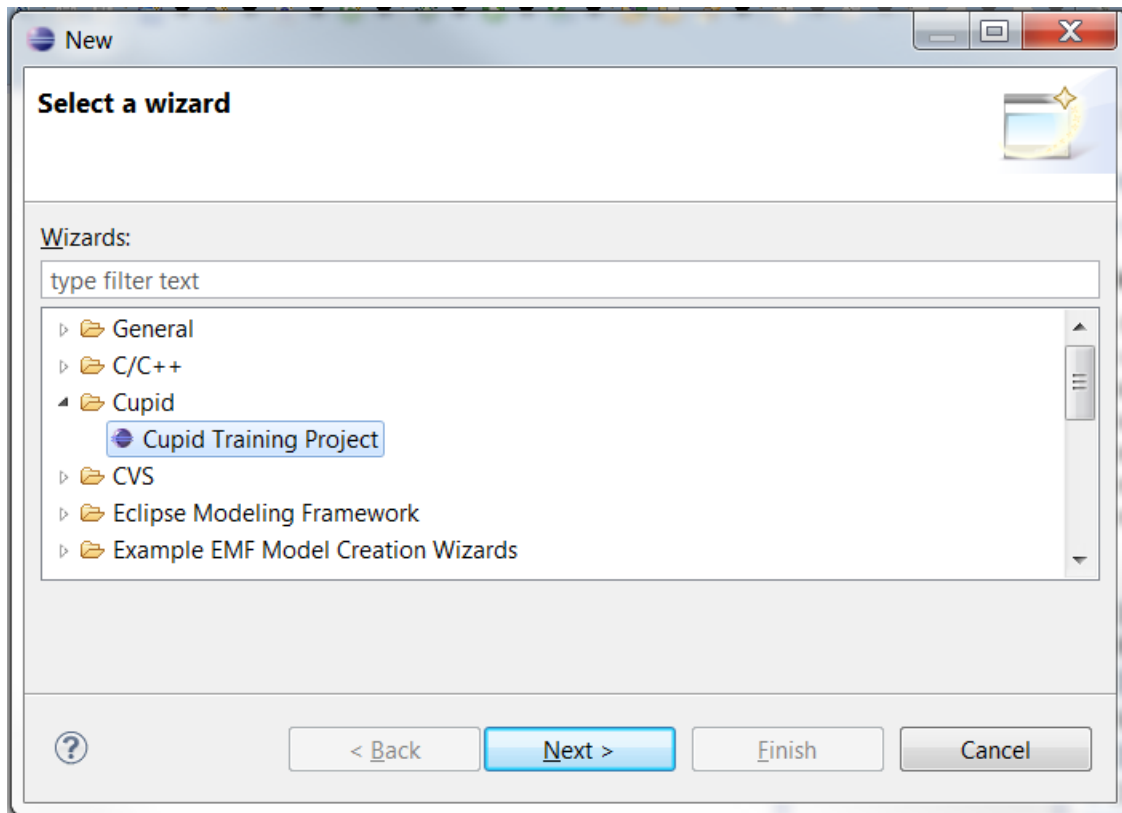 New
Select a wizard
Wizards:
type filter text
General
C/C++
Cupid
Cupid Training Project
CVS
Eclipse Modeling Framework
Example EMF Model Creation Wizards
? < Back Next > Finish Cancel